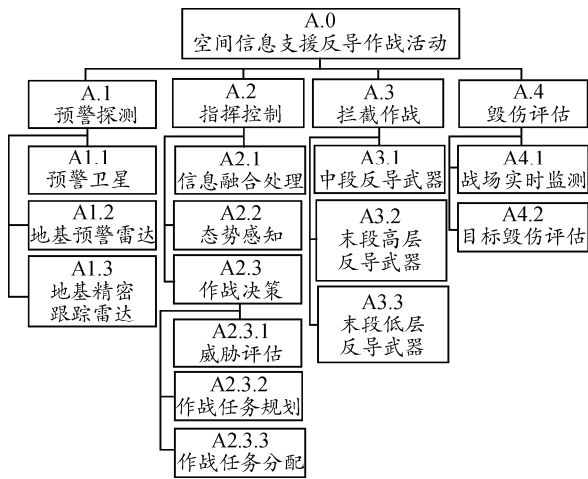 A.0
空间信息支援反导作战活动
A.1
预警探测
A1.1
预警卫星
A1.2
地基预警雷达
A1.3
地基精密
跟踪雷达
A.2
指挥控制
A2.1
信息融合处理
A2.2
态势感知
A2.3
作战决策
A2.3.1
威胁评估
A2.3.2
作战任务规划
A2.3.3
作战任务分配
A.3
拦截作战
A3.1
中段反导武器
A3.2
末段高层
反导武器
A3.3
末段低层
反导武器
A.4
毁伤评估
A4.1
战场实时监测
A4.2
目标毁伤评估